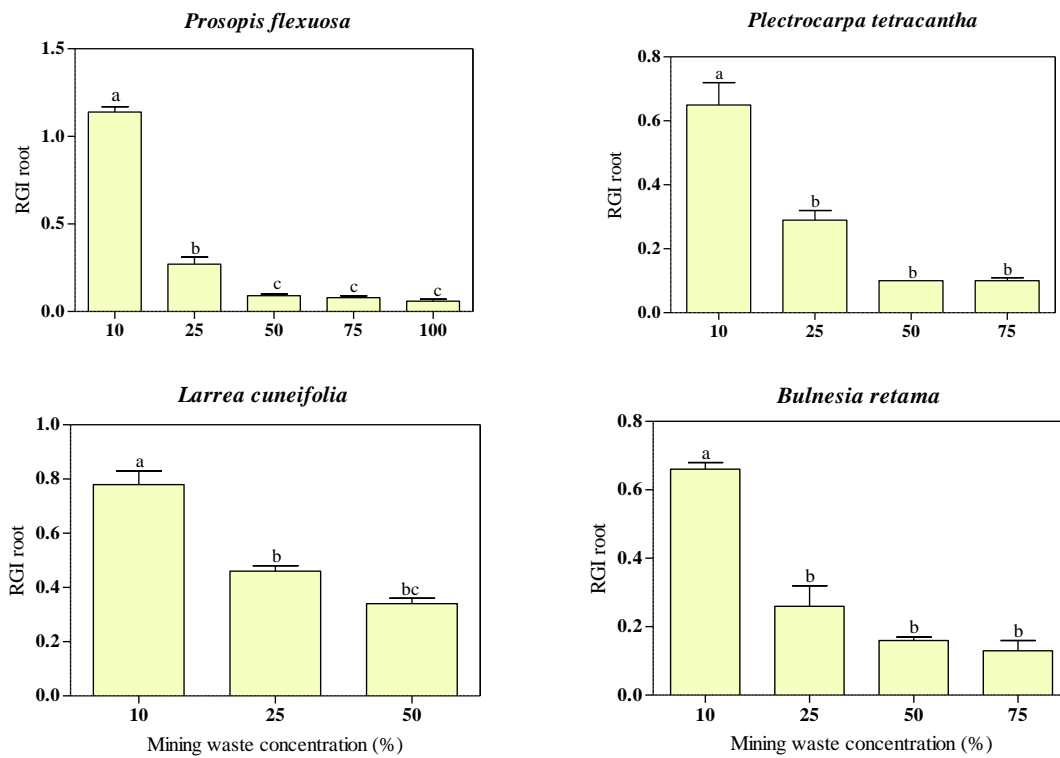 Prosopis flexuosa
1.5
1.0
0.5
0.0
RGI root
a
b
c
c
c
10 25 50 75 100
Plectrocarpa tetracantha
0.8
0.6
0.4
0.2
0.0
RGI root
a
b
b
b
10 25 50 75
Larrea cuneifolia
1.0
0.8
0.6
0.4
0.2
0.0
RGI root
a
b
bc
10 25 50
Mining waste concentration (%)
Bulnesia retama
0.8
0.6
0.4
0.2
0.0
RGI root
a
b
b
b
10 25 50 75
Mining waste concentration (%)